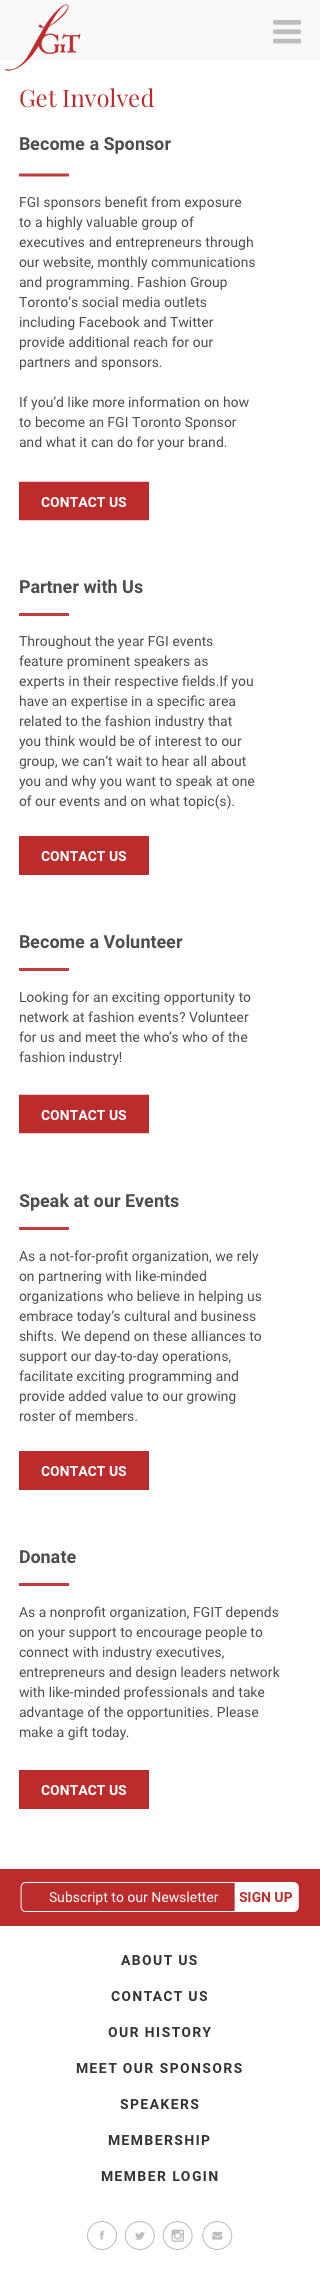 fGIT
Get Involved
Become a Sponsor
FGI sponsors benefit from exposure
to a highly valuable group of
executives and entrepreneurs through
our website, monthly communications
and programming. Fashion Group
Toronto’s social media outlets
including Facebook and Twitter
provide additional reach for our
partners and sponsors.
If you’d like more information on how
to become an FGI Toronto Sponsor
and what it can do for your brand.
CONTACT US
Partner with Us
Throughout the year FGI events
feature prominent speakers as
experts in their respective fields.If you
have an expertise in a specific area
related to the fashion industry that
you think would be of interest to our
group, we can’t wait to hear all about
you and why you want to speak at one
of our events and on what topic(s).
CONTACT US
Become a Volunteer
Looking for an exciting opportunity to
network at fashion events? Volunteer
for us and meet the who’s who of the
fashion industry!
CONTACT US
Speak at our Events
As a not-for-profit organization, we rely
on partnering with like-minded
organizations who believe in helping us
embrace today’s cultural and business
shifts. We depend on these alliances to
support our day-to-day operations,
facilitate exciting programming and
provide added value to our growing
roster of members.
CONTACT US
Donate
As a nonprofit organization, FGIT depends
on your support to encourage people to
connect with industry executives,
entrepreneurs and design leaders network
with like-minded professionals and take
advantage of the opportunities. Please
make a gift today.
CONTACT US
Subscript to our Newsletter SIGN UP
ABOUT US
CONTACT US
OUR HISTORY
MEET OUR SPONSORS
SPEAKERS
MEMBERSHIP
MEMBER LOGIN